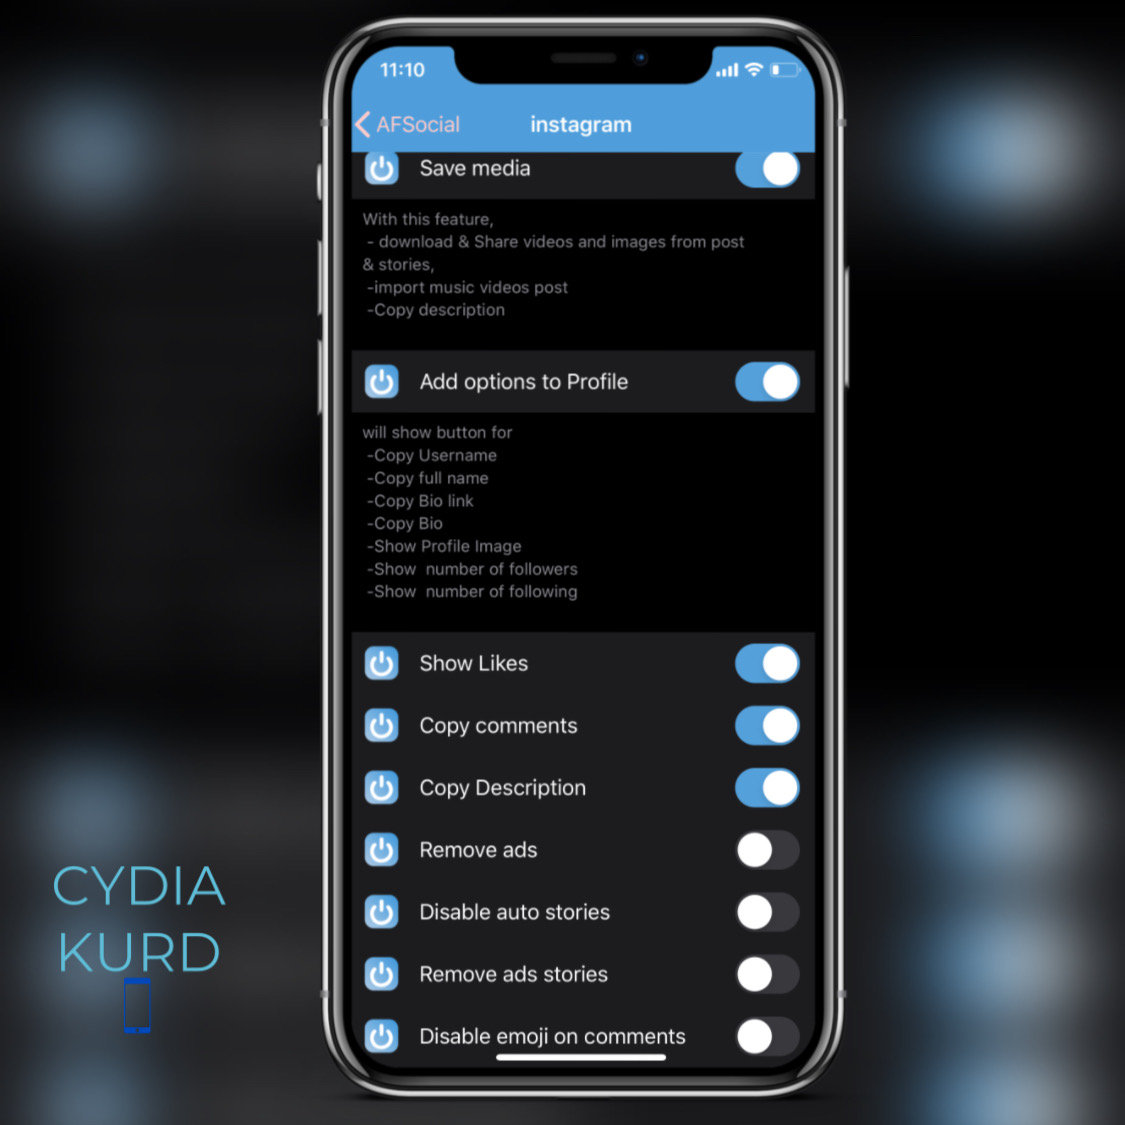 11:10
AFSocial
instagram
Save media
With this feature,
- download & Share videos and images from post
& stories,
-import music videos post
-Copy description
Add options to Profile
will show button for
-Copy Username
-Copy full name
-Copy Bio link
-Copy Bio
-Show Profile Image
-Show  number of followers
-Show  number of following
Show Likes
Copy comments
Copy Description
Remove ads
Disable auto stories
Remove ads stories
Disable emoji on comments
CYDIA
KURD